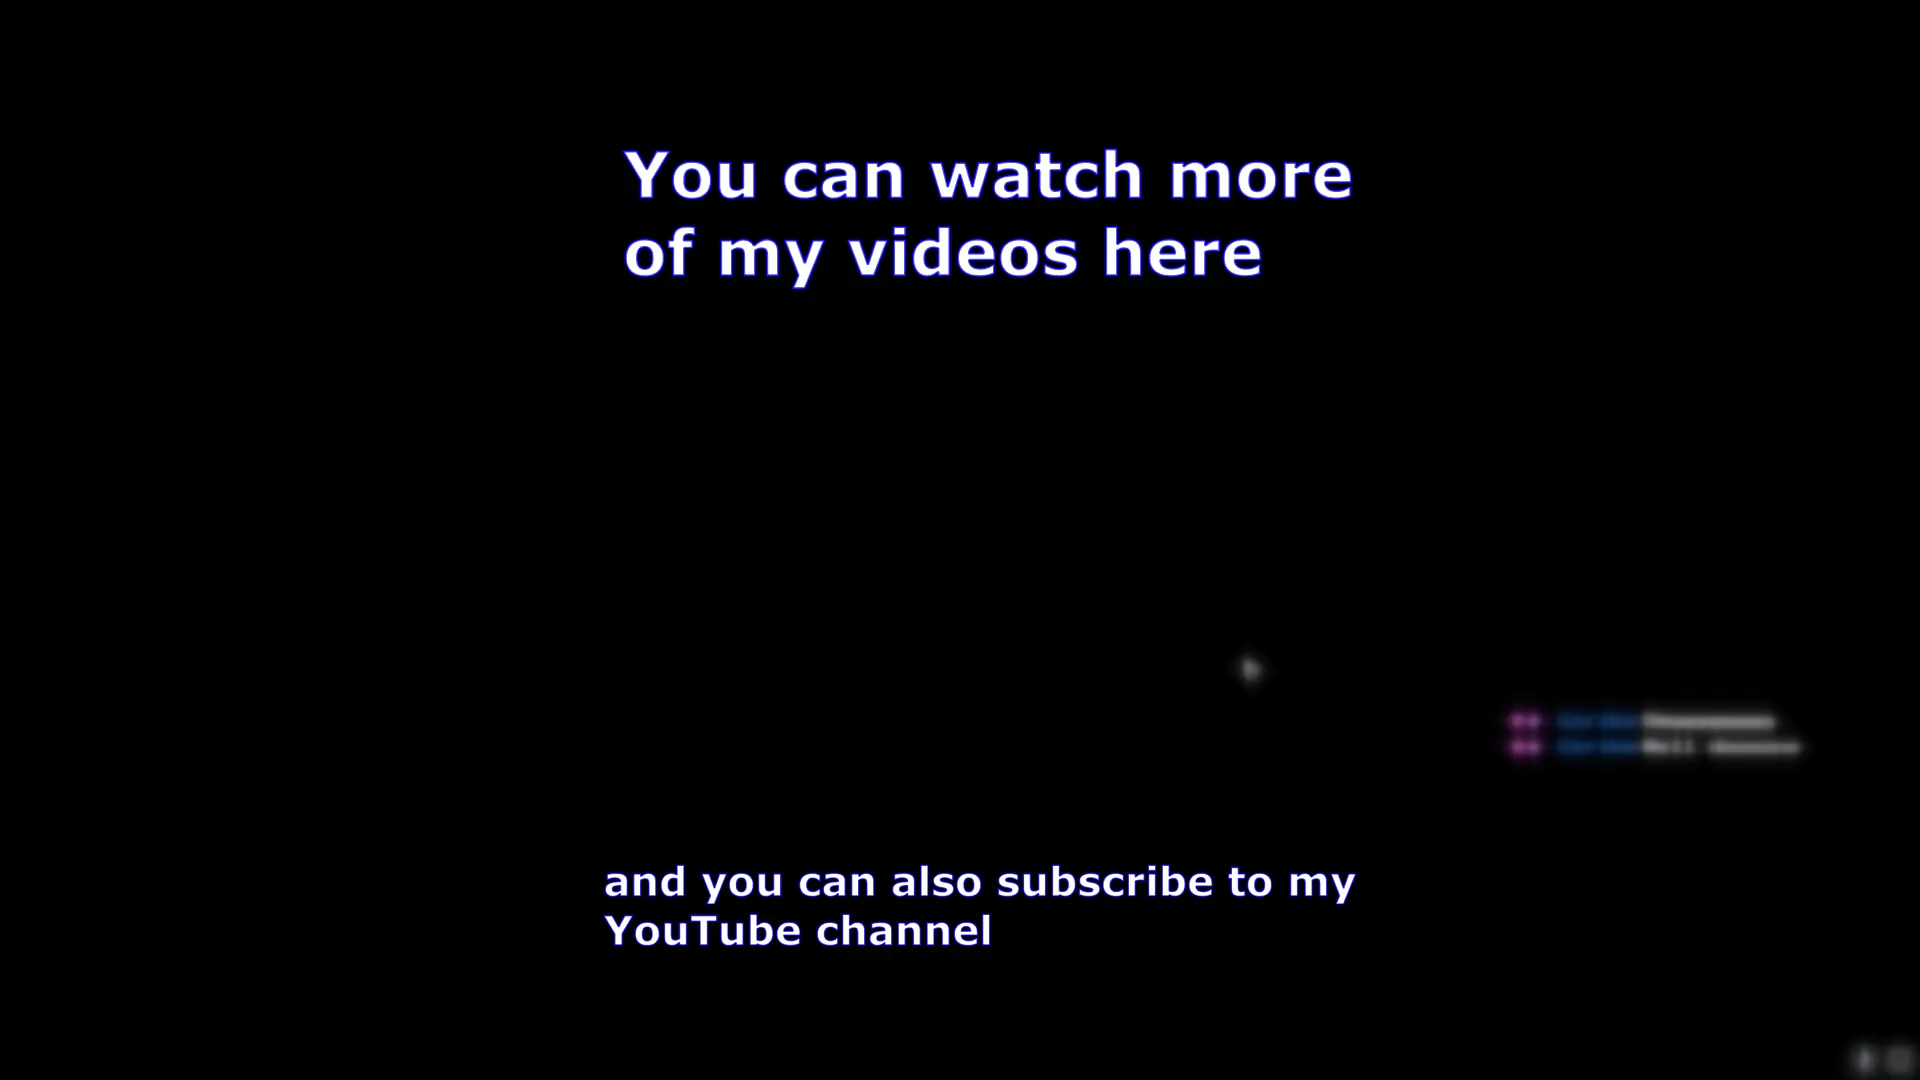 You can watch more
of my videos here
and you can also subscribe to my
YouTube channel